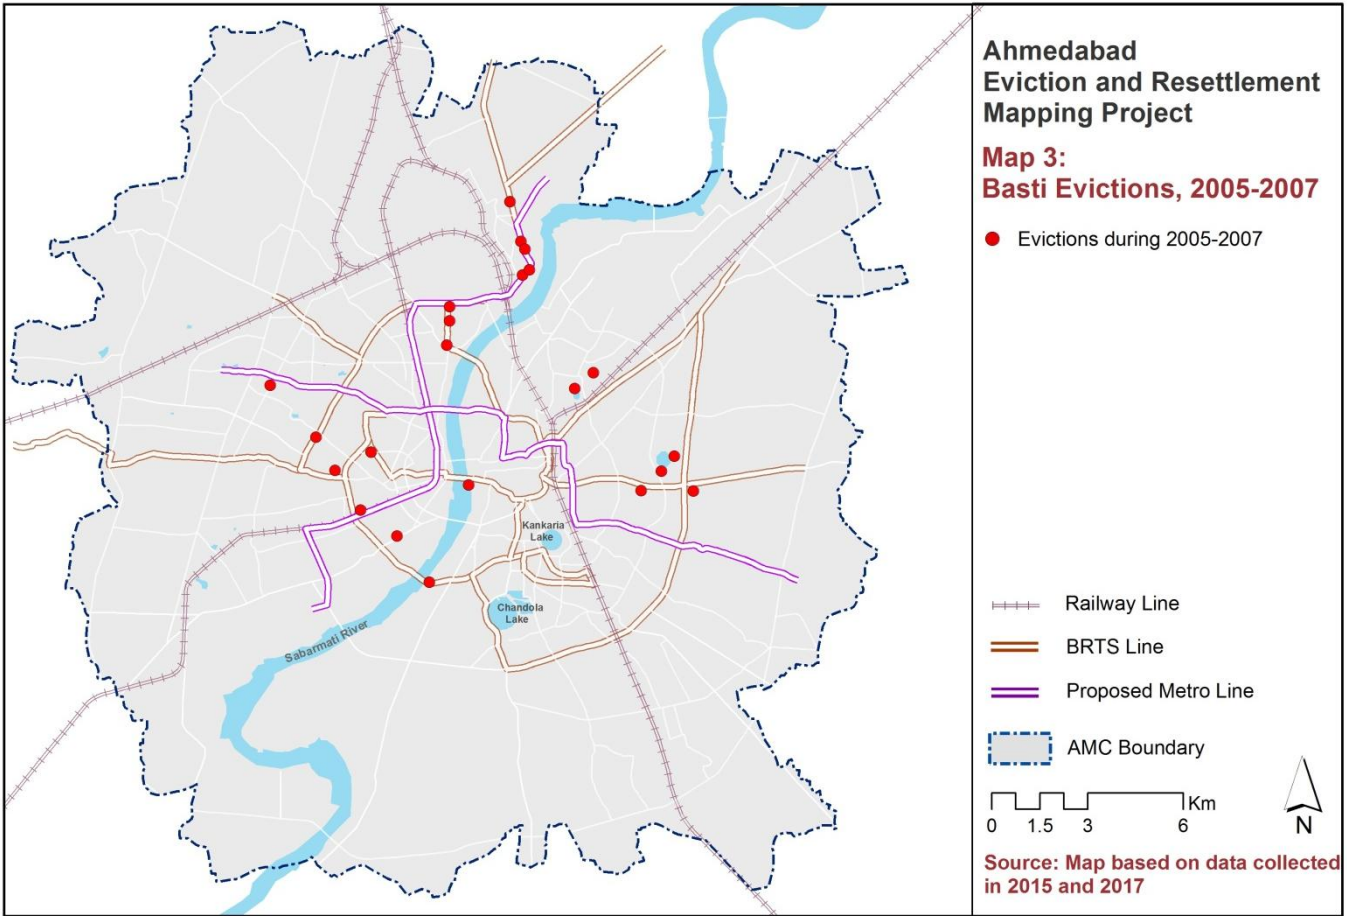 Ahmedabad
Eviction and Resettlement
Mapping Project
Map 3:
Basti Evictions, 2005-2007
Evictions during 2005-2007
Kankaria
Lake
Chandola
Lake
Sabarmati River
Railway Line
BRTS Line
Proposed Metro Line
AMC Boundary
Km
0 1.5 3 6
N
Source: Map based on data collected
in 2015 and 2017